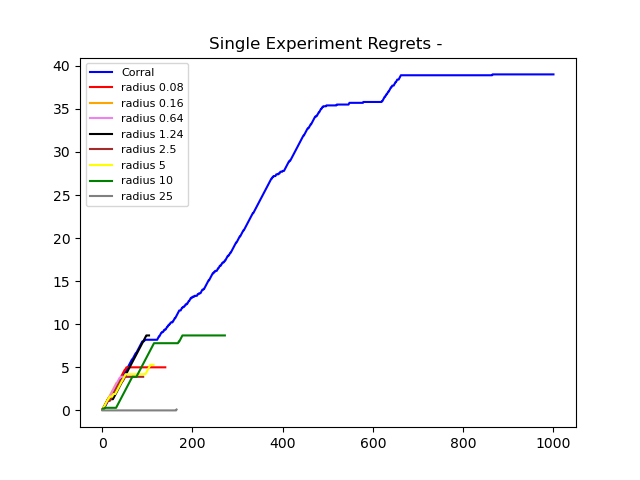 Single Experiment Regrets -
Corral
radius 0.08
radius 0.16
radius 0.64
radius 1.24
radius 2.5
radius 5
radius 10
radius 25
40
35
30
25
20
15
10
5
0
0 200 400 600 800 1000